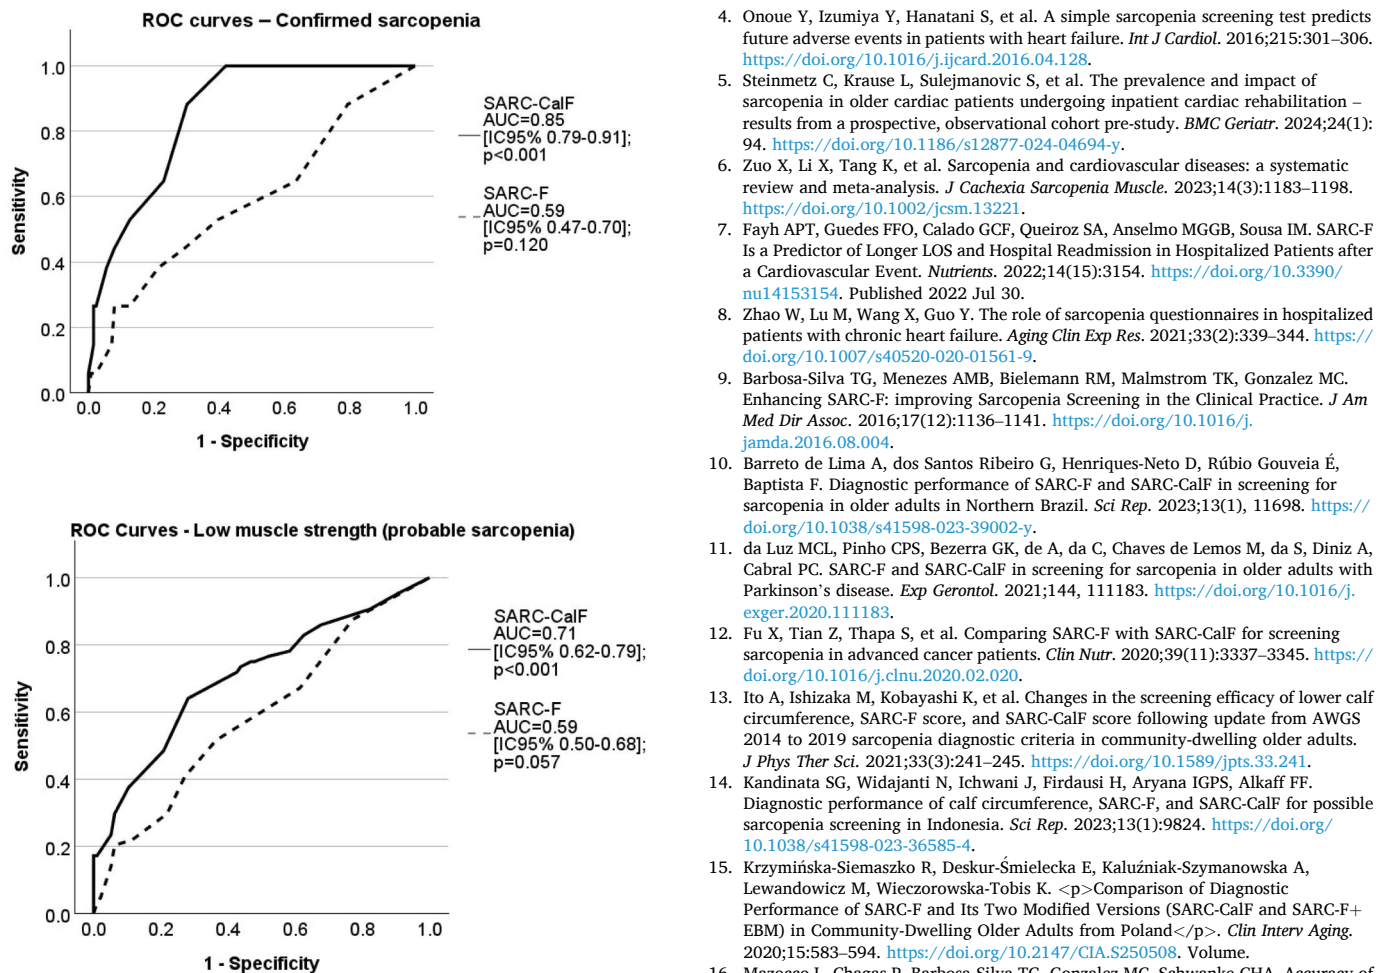 ROC curves – Confirmed sarcopenia
1.0
0.8
0.6
0.4
0.2
0.0
Sensitivity
0.0 0.2 0.4 0.6 0.8 1.0
1 - Specificity
SARC-CalF
AUC=0.85
[IC95% 0.79-0.91];
p<0.001
SARC-F
AUC=0.59
[IC95% 0.47-0.70];
p=0.120
ROC Curves - Low muscle strength (probable sarcopenia)
1.0
0.8
0.6
0.4
0.2
0.0
Sensitivity
0.0 0.2 0.4 0.6 0.8 1.0
1 - Specificity
SARC-CalF
AUC=0.71
[IC95% 0.62-0.79];
p<0.001
SARC-F
AUC=0.59
[IC95% 0.50-0.68];
p=0.057
4. Onoue Y, Izumiya Y, Hanatani S, et al. A simple sarcopenia screening test predicts
future adverse events in patients with heart failure. Int J Cardiol. 2016;215:301–306.
https://doi.org/10.1016/j.ijcard.2016.04.128.
5. Steinmetz C, Krause L, Sulejmanovic S, et al. The prevalence and impact of
sarcopenia in older cardiac patients undergoing inpatient cardiac rehabilitation –
results from a prospective, observational cohort pre-study. BMC Geriatr. 2024;24(1):
94. https://doi.org/10.1186/s12877-024-04694-y.
6. Zuo X, Li X, Tang K, et al. Sarcopenia and cardiovascular diseases: a systematic
review and meta-analysis. J Cachexia Sarcopenia Muscle. 2023;14(3):1183–1198.
https://doi.org/10.1002/jcsm.13221.
7. Fayh APT, Guedes FFO, Calado GCF, Queiroz SA, Anselmo MGGB, Sousa IM. SARC-F
Is a Predictor of Longer LOS and Hospital Readmission in Hospitalized Patients after
a Cardiovascular Event. Nutrients. 2022;14(15):3154. https://doi.org/10.3390/
nu14153154. Published 2022 Jul 30.
8. Zhao W, Lu M, Wang X, Guo Y. The role of sarcopenia questionnaires in hospitalized
patients with chronic heart failure. Aging Clin Exp Res. 2021;33(2):339–344. https://
doi.org/10.1007/s40520-020-01561-9.
9. Barbosa-Silva TG, Menezes AMB, Bielemann RM, Malmstrom TK, Gonzalez MC.
Enhancing SARC-F: improving Sarcopenia Screening in the Clinical Practice. J Am
Med Dir Assoc. 2016;17(12):1136–1141. https://doi.org/10.1016/j.
jamda.2016.08.004.
10. Barreto de Lima A, dos Santos Ribeiro G, Henriques-Neto D, Rúbio Gouveia É,
Baptista F. Diagnostic performance of SARC-F and SARC-CalF in screening for
sarcopenia in older adults in Northern Brazil. Sci Rep. 2023;13(1), 11698. https://
doi.org/10.1038/s41598-023-39002-y.
11. da Luz MCL, Pinho CPS, Bezerra GK, de A, da C, Chaves de Lemos M, da S, Diniz A,
Cabral PC. SARC-F and SARC-CalF in screening for sarcopenia in older adults with
Parkinson's disease. Exp Gerontol. 2021;144, 111183. https://doi.org/10.1016/j.
exger.2020.111183.
12. Fu X, Tian Z, Thapa S, et al. Comparing SARC-F with SARC-CalF for screening
sarcopenia in advanced cancer patients. Clin Nutr. 2020;39(11):3337–3345. https://
doi.org/10.1016/j.clnu.2020.02.020.
13. Ito A, Ishizaka M, Kobayashi K, et al. Changes in the screening efficacy of lower calf
circumference, SARC-F score, and SARC-CalF score following update from AWGS
2014 to 2019 sarcopenia diagnostic criteria in community-dwelling older adults.
J Phys Ther Sci. 2021;33(3):241–245. https://doi.org/10.1589/jpts.33.241.
14. Kandinata SG, Widajanti N, Ichwani J, Firdausi H, Aryana IGPS, Alkaff FF.
Diagnostic performance of calf circumference, SARC-F, and SARC-CalF for possible
sarcopenia screening in Indonesia. Sci Rep. 2023;13(1):9824. https://doi.org/
10.1038/s41598-023-36585-4.
15. Krzymińska-Siemaszko R, Deskur-Śmielecka E, Kaluźniak-Szymanowska A,
Lewandowicz M, Wieczorowska-Tobis K. <p>Comparison of Diagnostic
Performance of SARC-F and Its Two Modified Versions (SARC-CalF and SARC-F+
EBM) in Community-Dwelling Older Adults from Poland</p>. Clin Interv Aging.
2020;15:583–594. https://doi.org/10.2147/CIA.S250508. Volume.
16. Mazocco L, Chagas P, Barbosa-Silva TG, Gonzalez MC, Schwanke CHA. Accuracy of